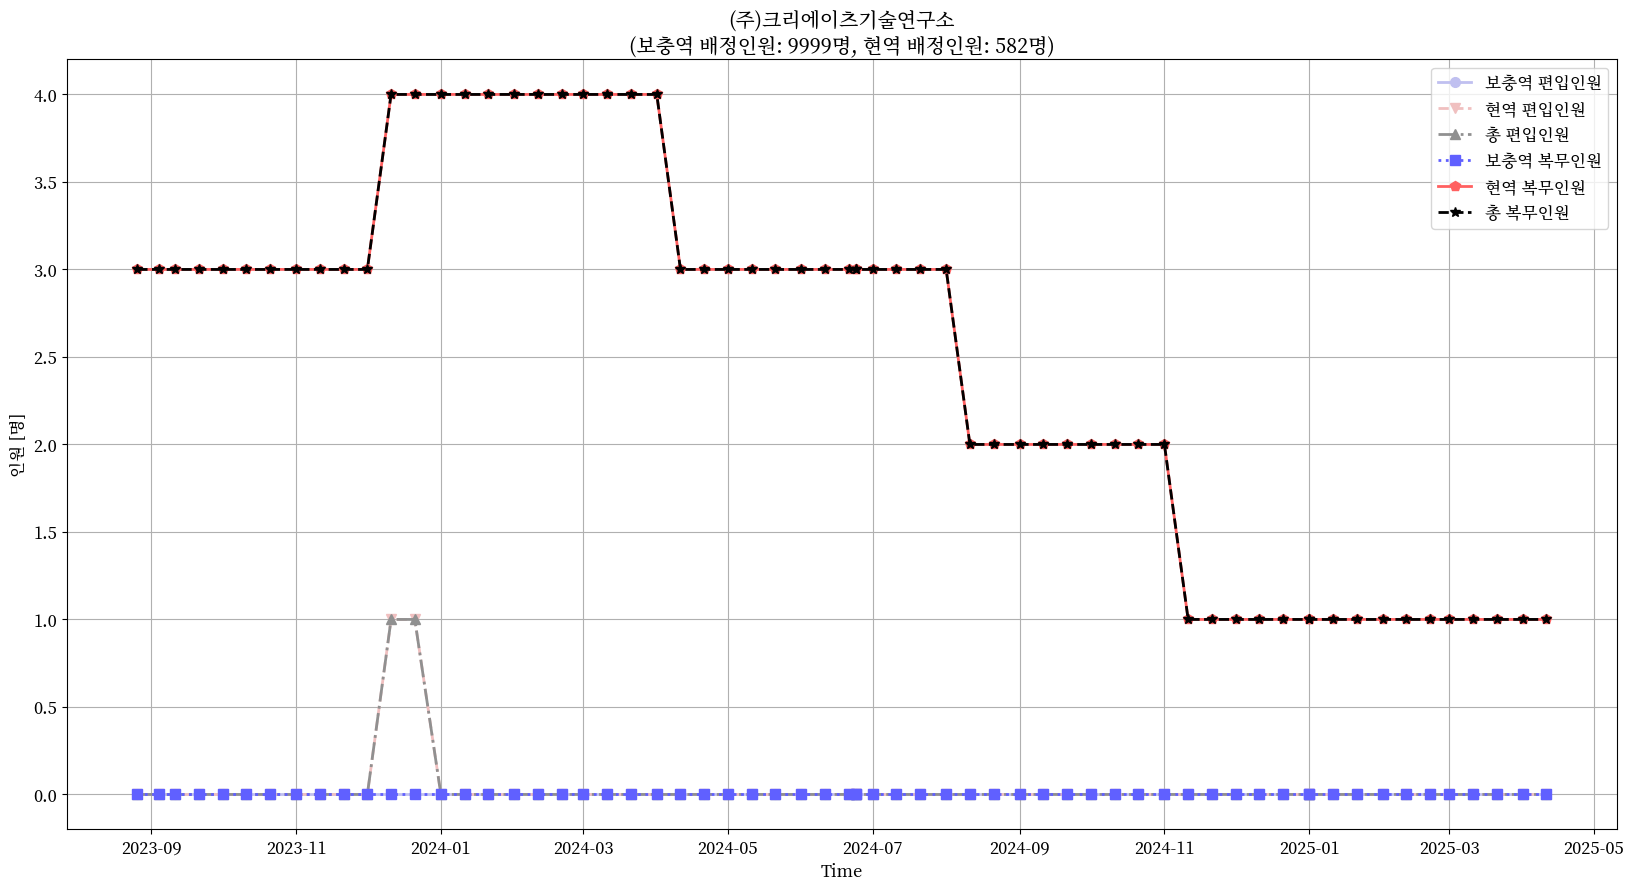 (주)크리에이츠기술연구소
(보충역 배정인원: 9999명, 현역 배정인원: 582명)
4.0
3.5
3.0
2.5
2.0
1.5
1.0
0.5
0.0
인원 [명]
보충역 편입인원
현역 편입인원
총 편입인원
보충역 복무인원
현역 복무인원
총 복무인원
2023-09
2023-11
2024-01
2024-03
2024-05
2024-07
2024-09
2024-11
2025-01
2025-03
2025-05
Time